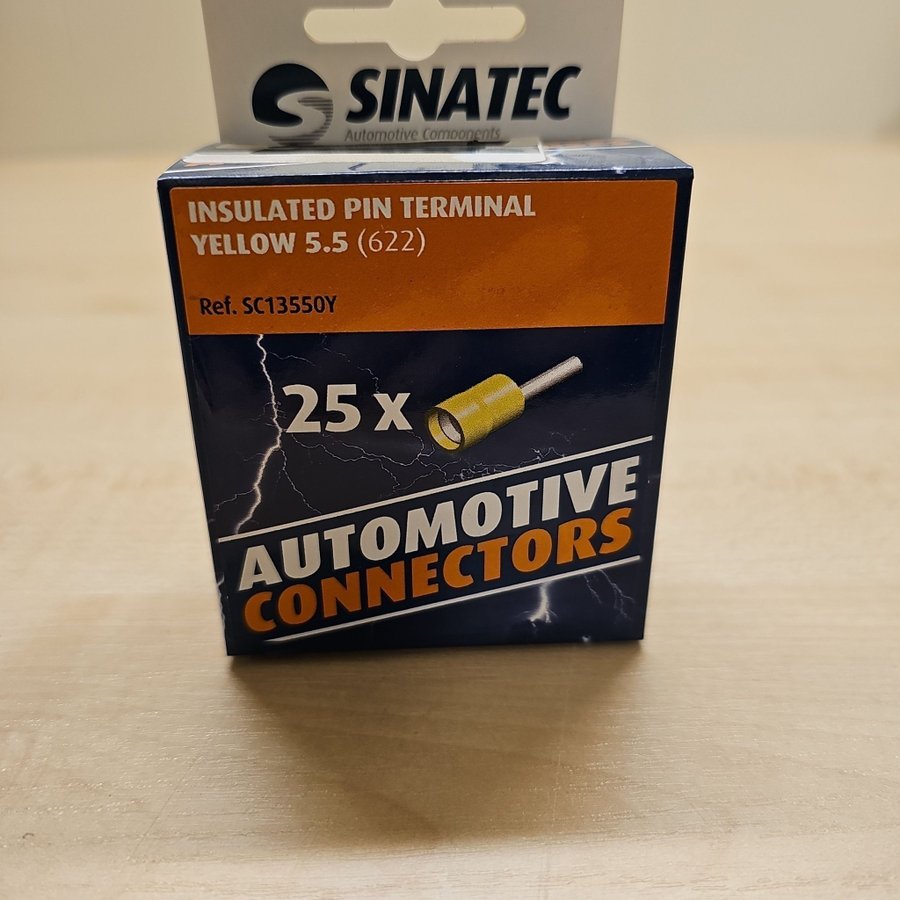 SINATEC
Automotive Components
INSULATED PIN TERMINAL
YELLOW 5.5 (622)
Ref. SC13550Y
25 x
AUTOMOTIVE
CONNECTORS